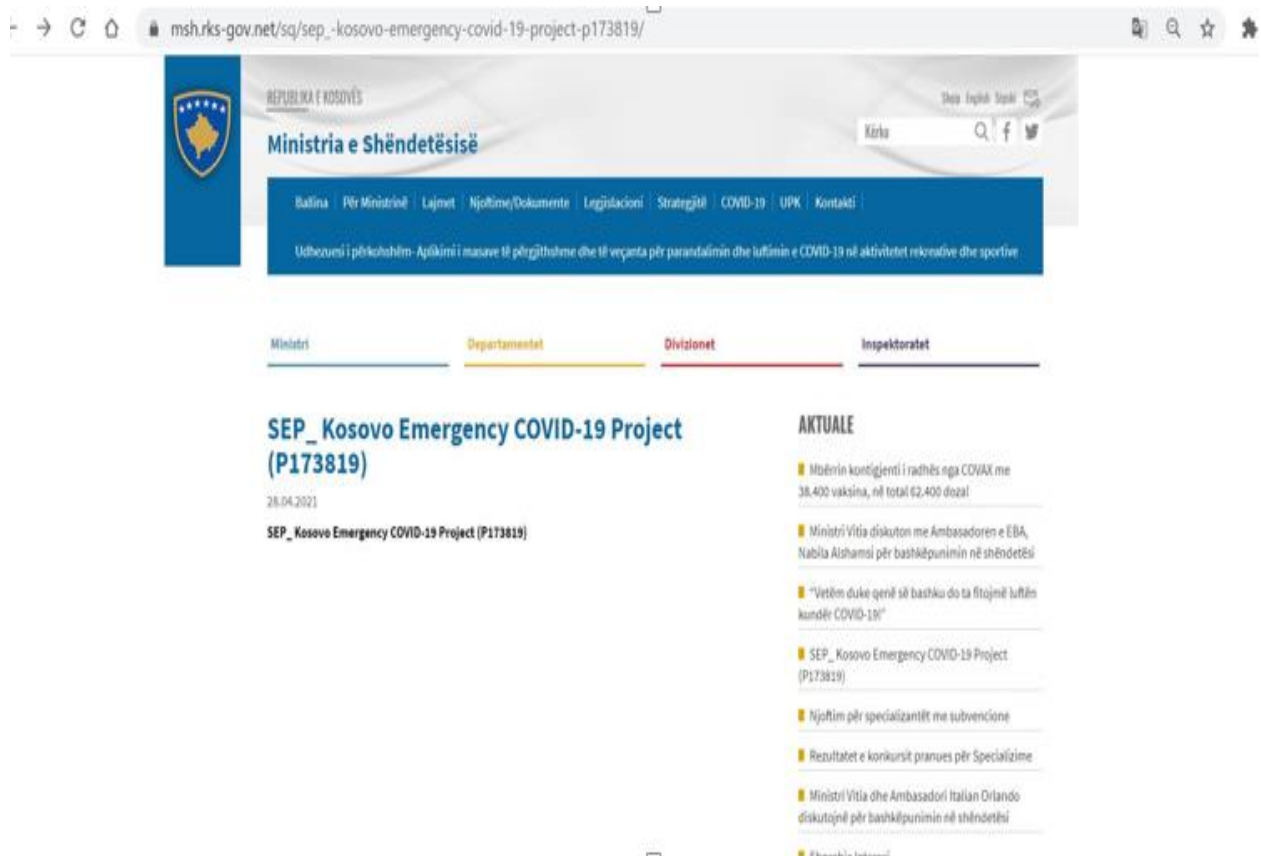 msh.rks-gov.net/sq/sep_-kosovo-emergency-covid-19-project-p173819/
REPUBLIKA E KOSOVËS
Shqip English Srpski
Ministria e Shëndetësisë
Kërko
Ballina Për Ministrinë Lajmet Njoftime/Dokumente Legjislacioni Strategjitë COVID-19 UPK Kontakti
Udhezuesi i përkohshëm- Aplikimi i masave të përgjithshme dhe të veçanta për parandalimin dhe luftimin e COVID-19 në aktivitetet rekreative dhe sportive
Ministri Departamentet Divizionet Inspektoratet
SEP_ Kosovo Emergency COVID-19 Project
(P173819)
28.04.2021
SEP_ Kosovo Emergency COVID-19 Project (P173819)
AKTUALE
Mbërrin kontigjenti i radhës nga COVAX me
38.400 vaksina, në total 62.400 doza!
Ministri Vitia diskuton me Ambasadoren e EBA,
Nabila Alshamsi për bashkëpunimin në shëndetësi
"Vetëm duke qenë së bashku do ta fitojmë luftën
kundër COVID-19!"
SEP_ Kosovo Emergency COVID-19 Project
(P173819)
Njoftim për specializantët me subvencione
Rezultatet e konkursit pranues për Specializime
Ministri Vitia dhe Ambasadori Italian Orlando
diskutojnë për bashkëpunimin në shëndetësi